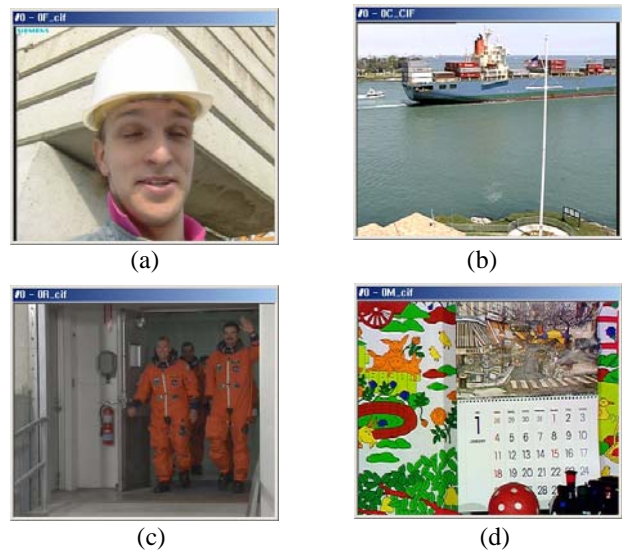 #0 - 0F_cif
SIEMENS
#0 - 0C_CIF
(a)
(b)
#0 - 0R_cif
#0 - 0M_cif
1
JANUARY
28 29 30 31 1 2 3
4 5 6 7 8 9 10
11 12 13 14 15 16 17
18 19 20 21 22 23 24
28
(c)
(d)